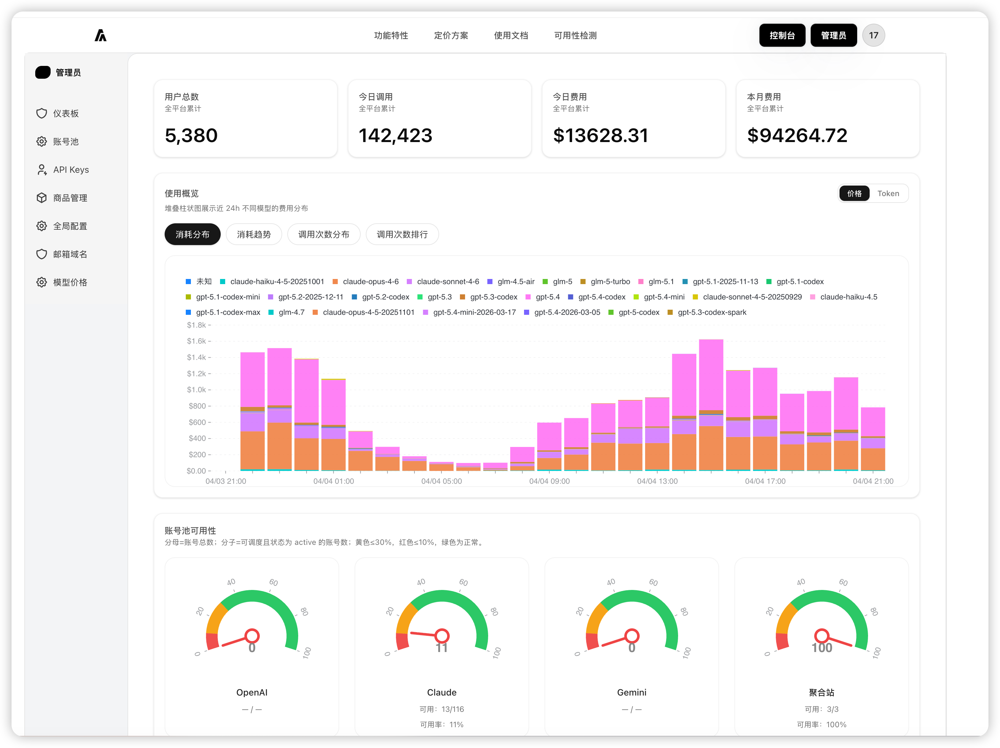 功能特性 定价方案 使用文档 可用性检测 控制台 管理员 17
管理员
仪表板
账号池
API Keys
商品管理
全局配置
邮箱域名
模型价格
用户总数
全平台累计
5,380
今日调用
全平台累计
142,423
今日费用
全平台累计
$13628.31
本月费用
全平台累计
$94264.72
使用概览
堆叠柱状图展示近 24h 不同模型的费用分布
价格 Token
消耗分布 消耗趋势 调用次数分布 调用次数排行
未知 claude-haiku-4-5-20251001 claude-opus-4-6 claude-sonnet-4-6 glm-4.5-air glm-5 glm-5-turbo glm-5.1 gpt-5.1-2025-11-13 gpt-5.1-codex
gpt-5.1-codex-mini gpt-5.2-2025-12-11 gpt-5.2-codex gpt-5.3 gpt-5.3-codex gpt-5.4 gpt-5.4-codex gpt-5.4-mini claude-sonnet-4-5-20250929 claude-haiku-4.5
gpt-5.1-codex-max glm-4.7 claude-opus-4-5-20251101 gpt-5.4-mini-2026-03-17 gpt-5.4-2026-03-05 gpt-5-codex gpt-5.3-codex-spark
$1.8k
$1.6k
$1.4k
$1.2k
$1.0k
$800
$600
$400
$200
$0.00
04/03 21:00 04/04 01:00 04/04 05:00 04/04 09:00 04/04 13:00 04/04 17:00 04/04 21:00
账号池可用性
分母=账号总数；分子=可调度且状态为 active 的账号数；黄色≤30%，红色≤10%，绿色为正常。
0 20 40 60 80 100
0
OpenAI
— / —
0 20 40 60 80 100
11
Claude
可用：13/116
可用率：11%
0 20 40 60 80 100
0
Gemini
— / —
0 20 40 60 80 100
100
聚合站
可用：3/3
可用率：100%